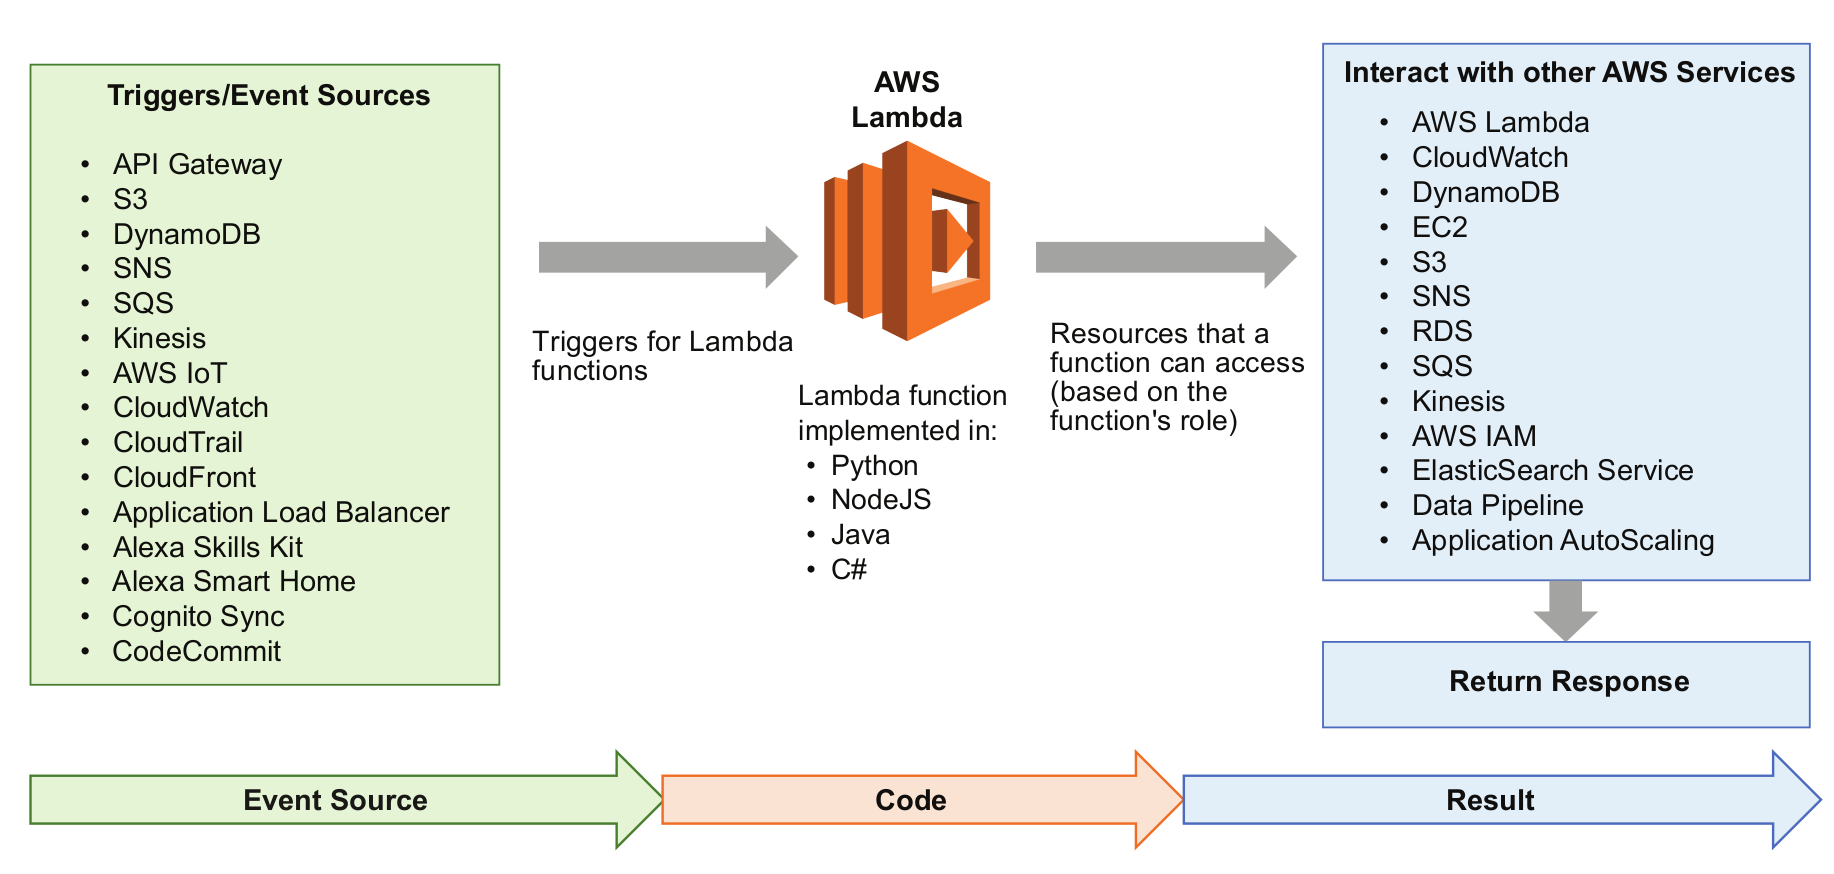 Triggers/Event Sources
• API Gateway
• S3
• DynamoDB
• SNS
• SQS
• Kinesis
• AWS IoT
• CloudWatch
• CloudTrail
• CloudFront
• Application Load Balancer
• Alexa Skills Kit
• Alexa Smart Home
• Cognito Sync
• CodeCommit
Triggers for Lambda
functions
AWS
Lambda
Lambda function
implemented in:
• Python
• NodeJS
• Java
• C#
Resources that a
function can access
(based on the
function's role)
Interact with other AWS Services
• AWS Lambda
• CloudWatch
• DynamoDB
• EC2
• S3
• SNS
• RDS
• SQS
• Kinesis
• AWS IAM
• ElasticSearch Service
• Data Pipeline
• Application AutoScaling
Return Response
Event Source
Code
Result